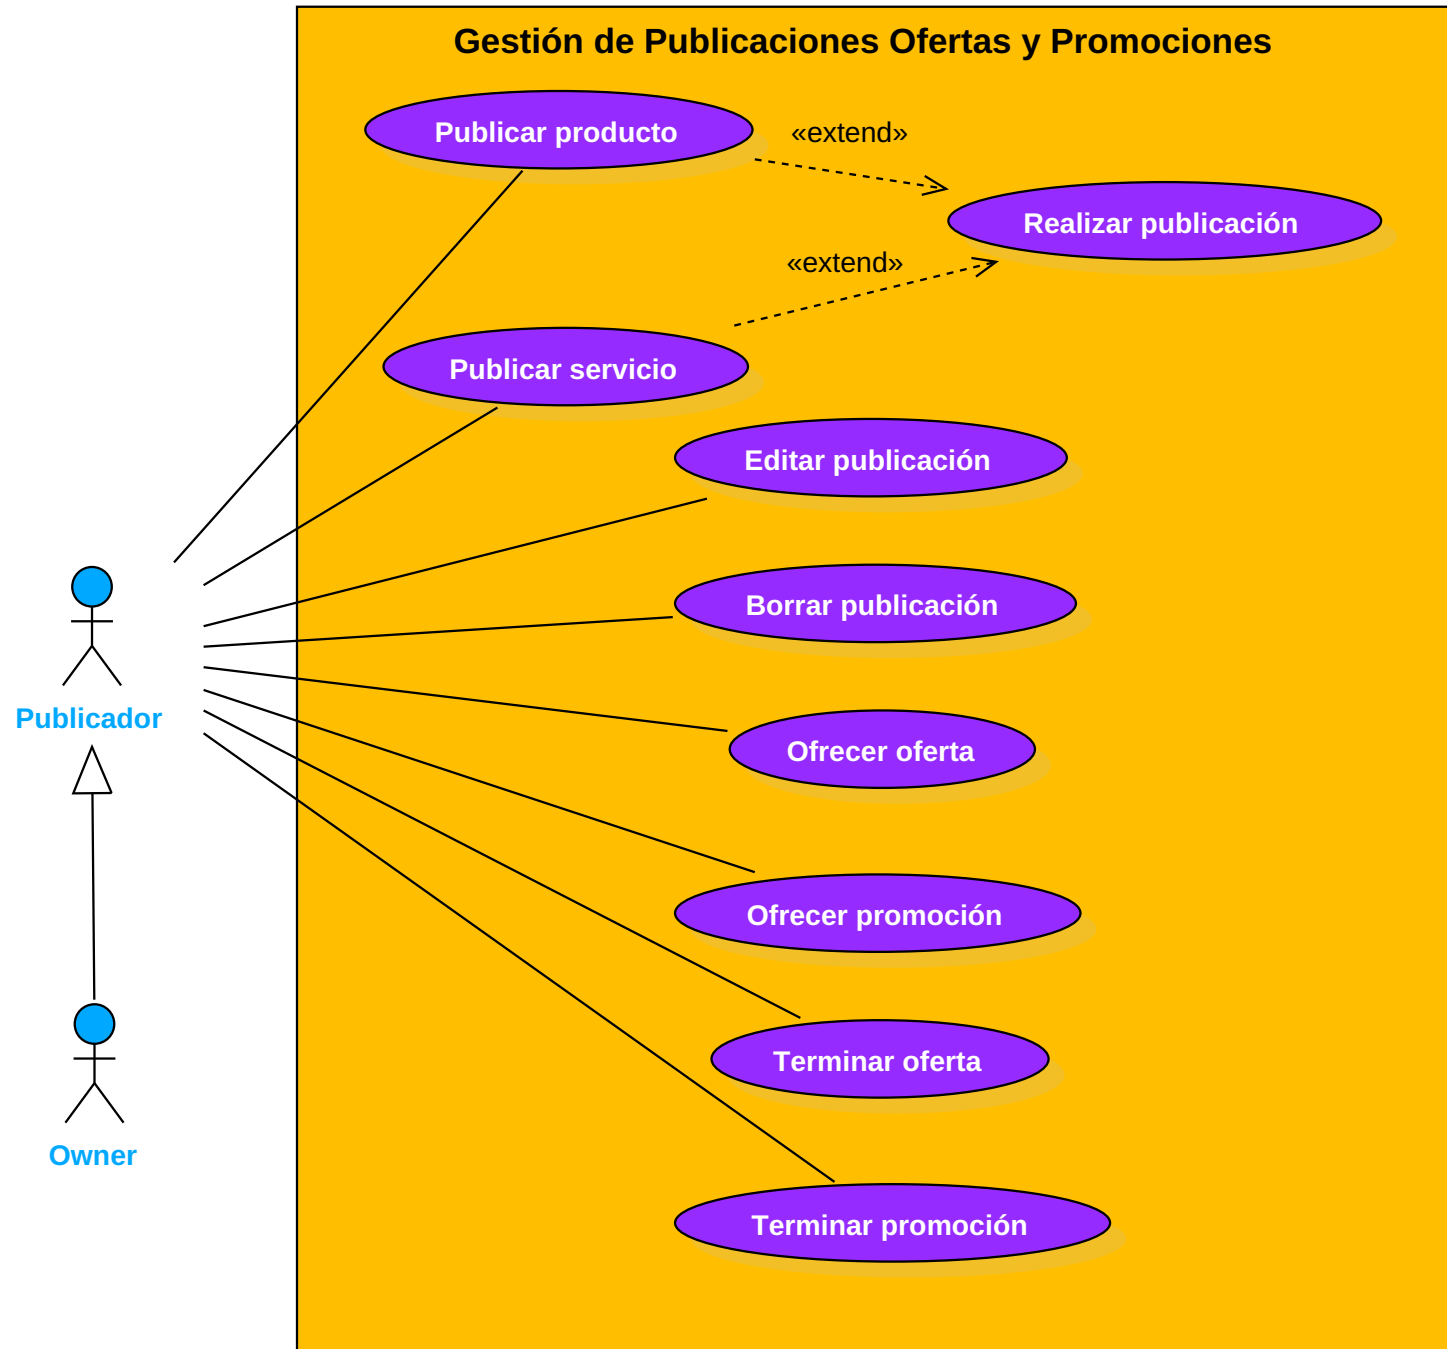 Gestión de Publicaciones Ofertas y Promociones
Publicar producto
«extend»
Realizar publicación
«extend»
Publicar servicio
Editar publicación
Borrar publicación
Publicador
Ofrecer oferta
Ofrecer promoción
Terminar oferta
Owner
Terminar promoción